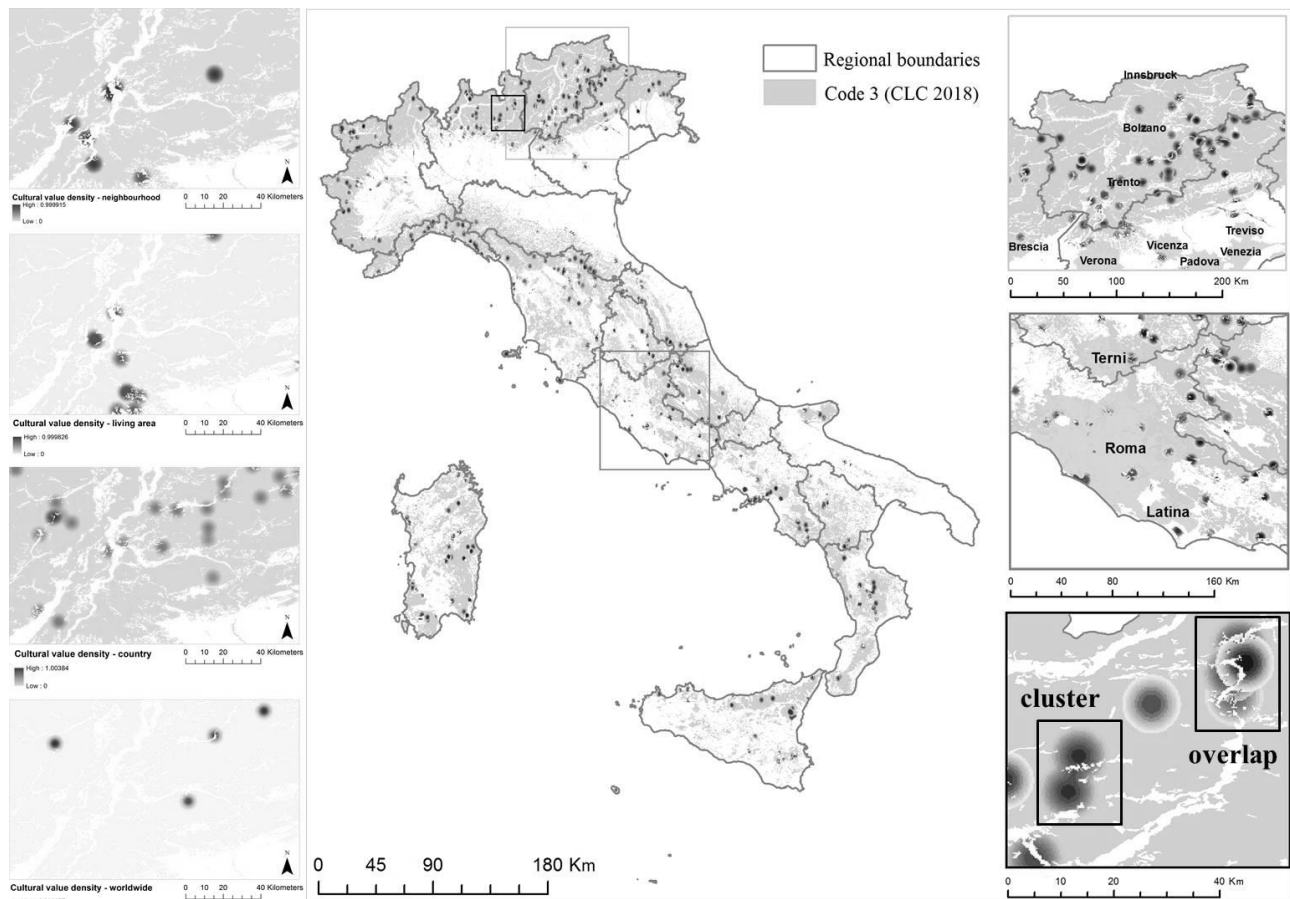 N
Cultural value density - neighbourhood
High : 0.999915
Low : 0
0 10 20 40 Kilometers
N
Cultural value density - living area
High : 0.999826
Low : 0
0 10 20 40 Kilometers
N
Cultural value density - country
High : 1.00384
Low : 0
0 10 20 40 Kilometers
N
Cultural value density - worldwide
0 10 20 40 Kilometers
Regional boundaries
Code 3 (CLC 2018)
0 45 90 180 Km
Innsbruck
Bolzano
Trento
Brescia
Verona
Vicenza
Padova
Treviso
Venezia
0 50 100 200 Km
Terni
Roma
Latina
0 40 80 160 Km
cluster
overlap
0 10 20 40 Km